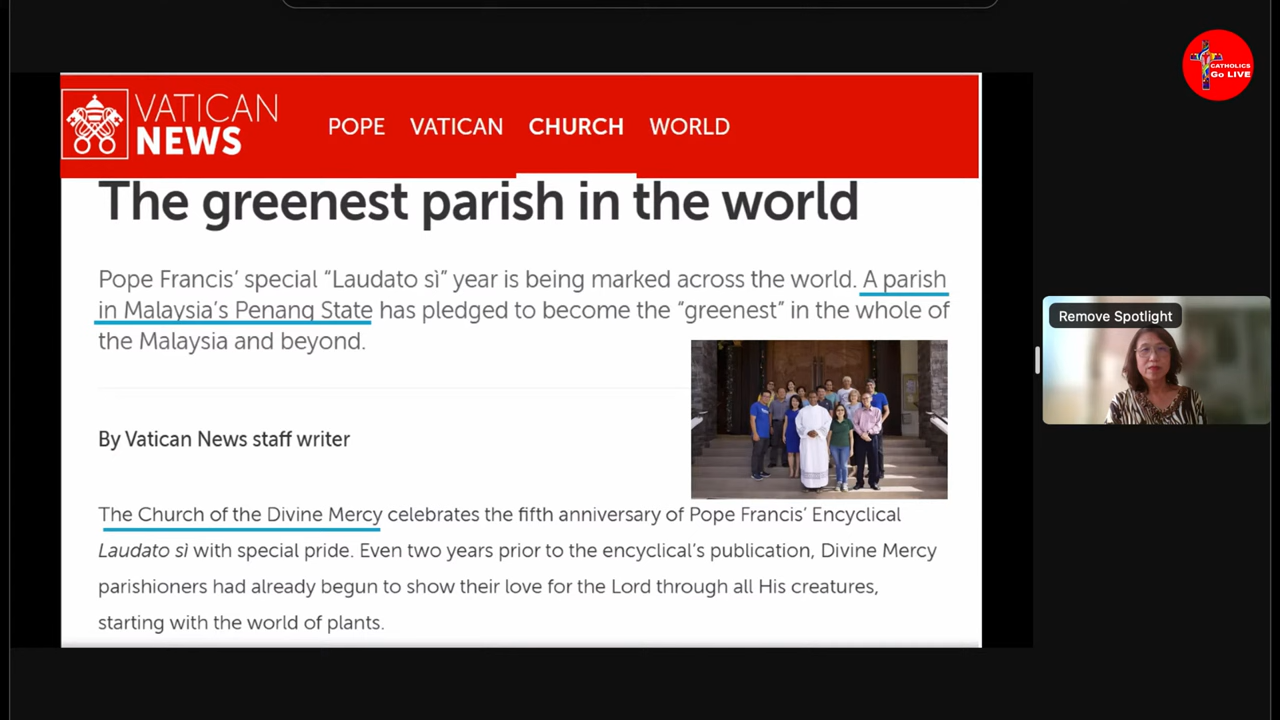 CATHOLICS
Go LIVE
VATICAN
NEWS
POPE VATICAN CHURCH WORLD
The greenest parish in the world
Pope Francis’ special “Laudato sì” year is being marked across the world. A parish
in Malaysia’s Penang State has pledged to become the “greenest” in the whole of
the Malaysia and beyond.
By Vatican News staff writer
The Church of the Divine Mercy celebrates the fifth anniversary of Pope Francis’ Encyclical
Laudato sì with special pride. Even two years prior to the encyclical’s publication, Divine Mercy
parishioners had already begun to show their love for the Lord through all His creatures,
starting with the world of plants.
Remove Spotlight